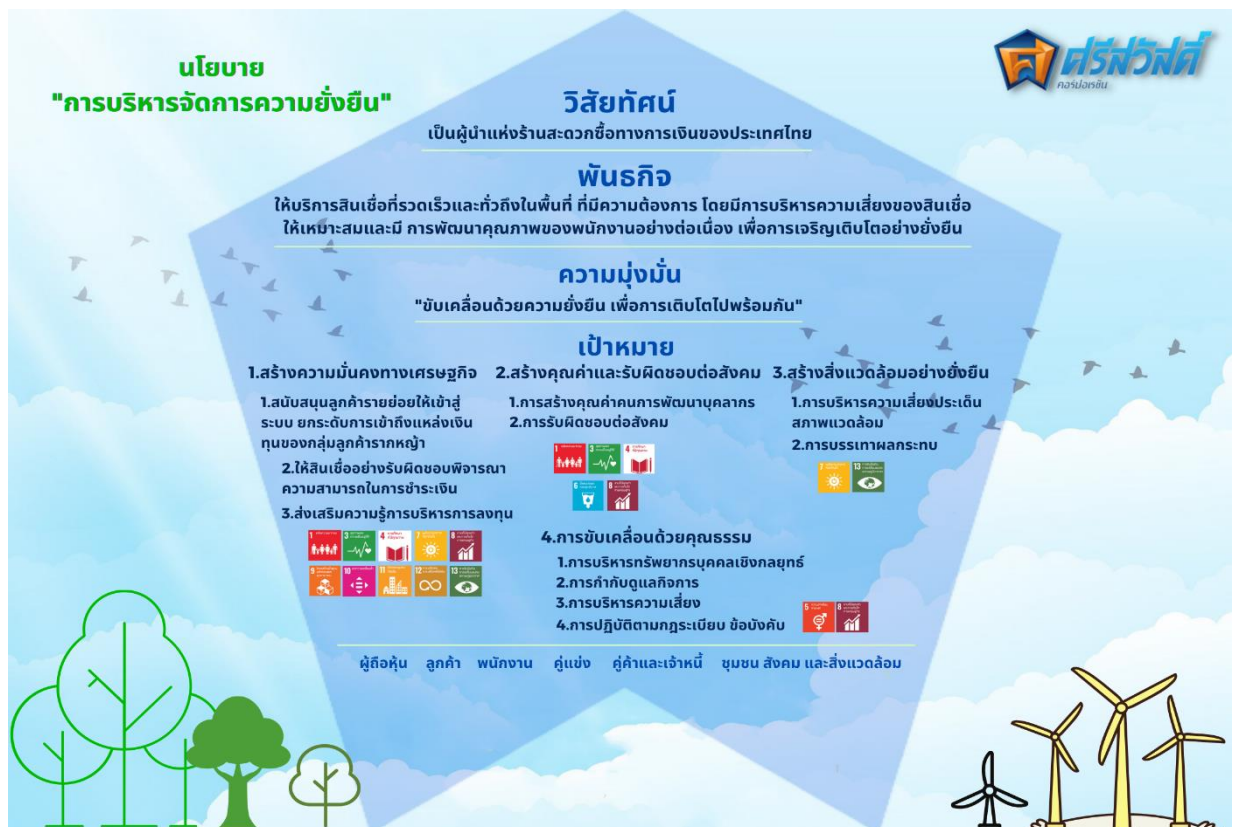 นโยบาย
"การบริหารจัดการความยั่งยืน"
ศรีสวัสดิ์
คอร์ปอเรชั่น
วิสัยทัศน์
เป็นผู้นำแห่งร้านสะดวกซื้อทางการเงินของประเทศไทย
พันธกิจ
ให้บริการสินเชื่อที่รวดเร็วและทั่วถึงในพื้นที่ ที่มีความต้องการ โดยมีการบริหารความเสี่ยงของสินเชื่อ
ให้เหมาะสมและมี การพัฒนาคุณภาพของพนักงานอย่างต่อเนื่อง เพื่อการเจริญเติบโตอย่างยั่งยืน
ความมุ่งมั่น
"ขับเคลื่อนด้วยความยั่งยืน เพื่อการเติบโตไปพร้อมกัน"
เป้าหมาย
1.สร้างความมั่นคงทางเศรษฐกิจ
1.สนับสนุนลูกค้ารายย่อยให้เข้าสู่
ระบบ ยกระดับการเข้าถึงแหล่งเงิน
ทุนของกลุ่มลูกค้ารากหญ้า
2.ให้สินเชื่ออย่างรับผิดชอบพิจารณา
ความสามารถในการชำระเงิน
3.ส่งเสริมความรู้การบริหารการลงทุน
1 3 4 7 8
9 10 11 12 13
2.สร้างคุณค่าและรับผิดชอบต่อสังคม
1.การสร้างคุณค่าคนการพัฒนาบุคลากร
2.การรับผิดชอบต่อสังคม
1 3 4
6 8
3.สร้างสิ่งแวดล้อมอย่างยั่งยืน
1.การบริหารความเสี่ยงประเด็น
สภาพแวดล้อม
2.การบรรเทาผลกระทบ
7 13
4.การขับเคลื่อนด้วยคุณธรรม
1.การบริหารทรัพยากรบุคคลเชิงกลยุทธ์
2.การกำกับดูแลกิจการ
3.การบริหารความเสี่ยง
4.การปฏิบัติตามกฎระเบียบ ข้อบังคับ
5 8
ผู้ถือหุ้น ลูกค้า พนักงาน คู่แข่ง คู่ค้าและเจ้าหนี้ ชุมชน สังคม และสิ่งแวดล้อม